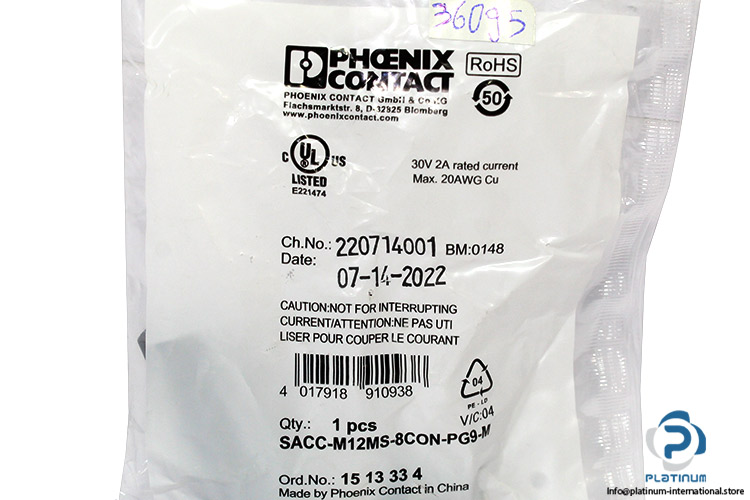 36095
PHŒNIX
CONTACT
RoHS
PHOENIX CONTACT GmbH & Co KG
Flachsmarktstr. 8, D-32825 Blomberg
www.phoenixcontact.com
50
C UL US
LISTED
E221474
30V 2A rated current
Max. 20AWG Cu
Ch.No.: 220714001 BM:0148
Date: 07-14-2022
CAUTION:NOT FOR INTERRUPTING
CURRENT/ATTENTION:NE PAS UTI
LISER POUR COUPER LE COURANT
4 017918 910938
04
PE - LD
V/C:04
Qty.: 1 pcs
SACC-M12MS-8CON-PG9-M
Ord.No.: 15 13 33 4
Made by Phoenix Contact in China
PLATINUM
info@platinum-international.store